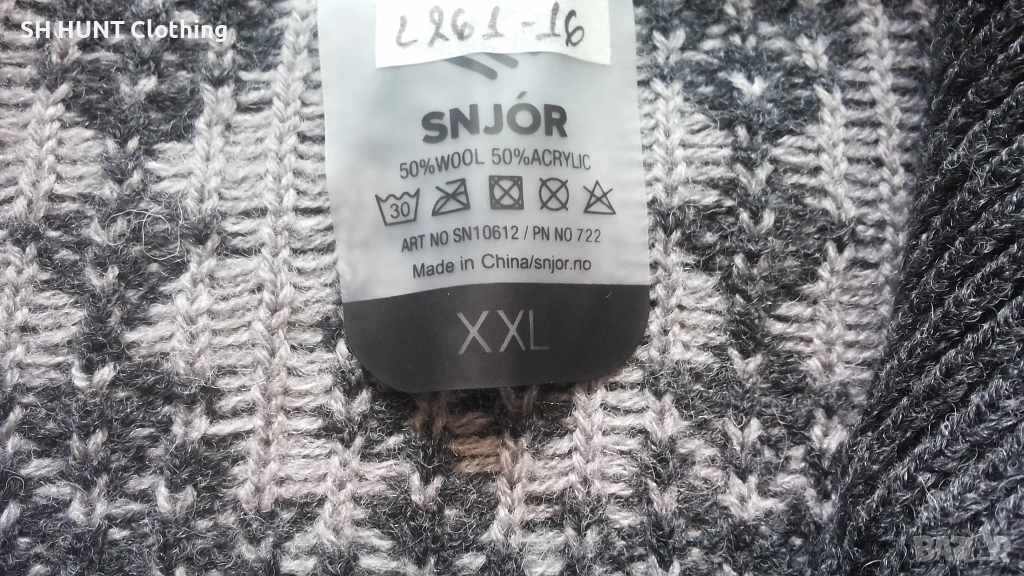 SH HUNT Clothing
L261-16
SNJÓR
50%WOOL 50%ACRYLIC
30
ART NO SN10612 / PN NO 722
Made in China/snjor.no
XXL